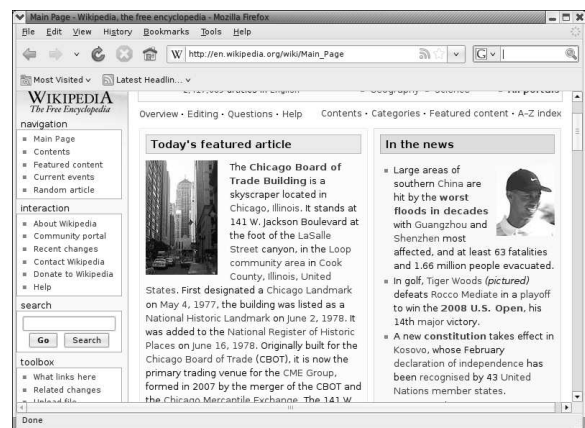 Main Page - Wikipedia, the free encyclopedia - Mozilla Firefox
File Edit View History Bookmarks Tools Help
W http://en.wikipedia.org/wiki/Main_Page G
Most Visited Latest Headlin...
WIKIPEDIA
The Free Encyclopedia
navigation
Main Page
Contents
Featured content
Current events
Random article
interaction
About Wikipedia
Community portal
Recent changes
Contact Wikipedia
Donate to Wikipedia
Help
search
Go Search
toolbox
What links here
Related changes
Overview · Editing · Questions · Help Contents · Categories · Featured content · A–Z index
Today's featured article
The Chicago Board of
Trade Building is a
skyscraper located in
Chicago, Illinois. It stands at
141 W. Jackson Boulevard at
the foot of the LaSalle
Street canyon, in the Loop
community area in Cook
County, Illinois, United
States. First designated a Chicago Landmark
on May 4, 1977, the building was listed as a
National Historic Landmark on June 2, 1978. It
was added to the National Register of Historic
Places on June 16, 1978. Originally built for the
Chicago Board of Trade (CBOT), it is now the
primary trading venue for the CME Group,
formed in 2007 by the merger of the CBOT and
the Chicago Mercantile Exchange. The 141 W.
In the news
Large areas of
southern China are
hit by the worst
floods in decades
with Guangzhou and
Shenzhen most
affected, and at least 63 fatalities
and 1.66 million people evacuated.
In golf, Tiger Woods (pictured)
defeats Rocco Mediate in a playoff
to win the 2008 U.S. Open, his
14th major victory.
A new constitution takes effect in
Kosovo, whose February
declaration of independence has
been recognised by 43 United
Nations member states.
Done